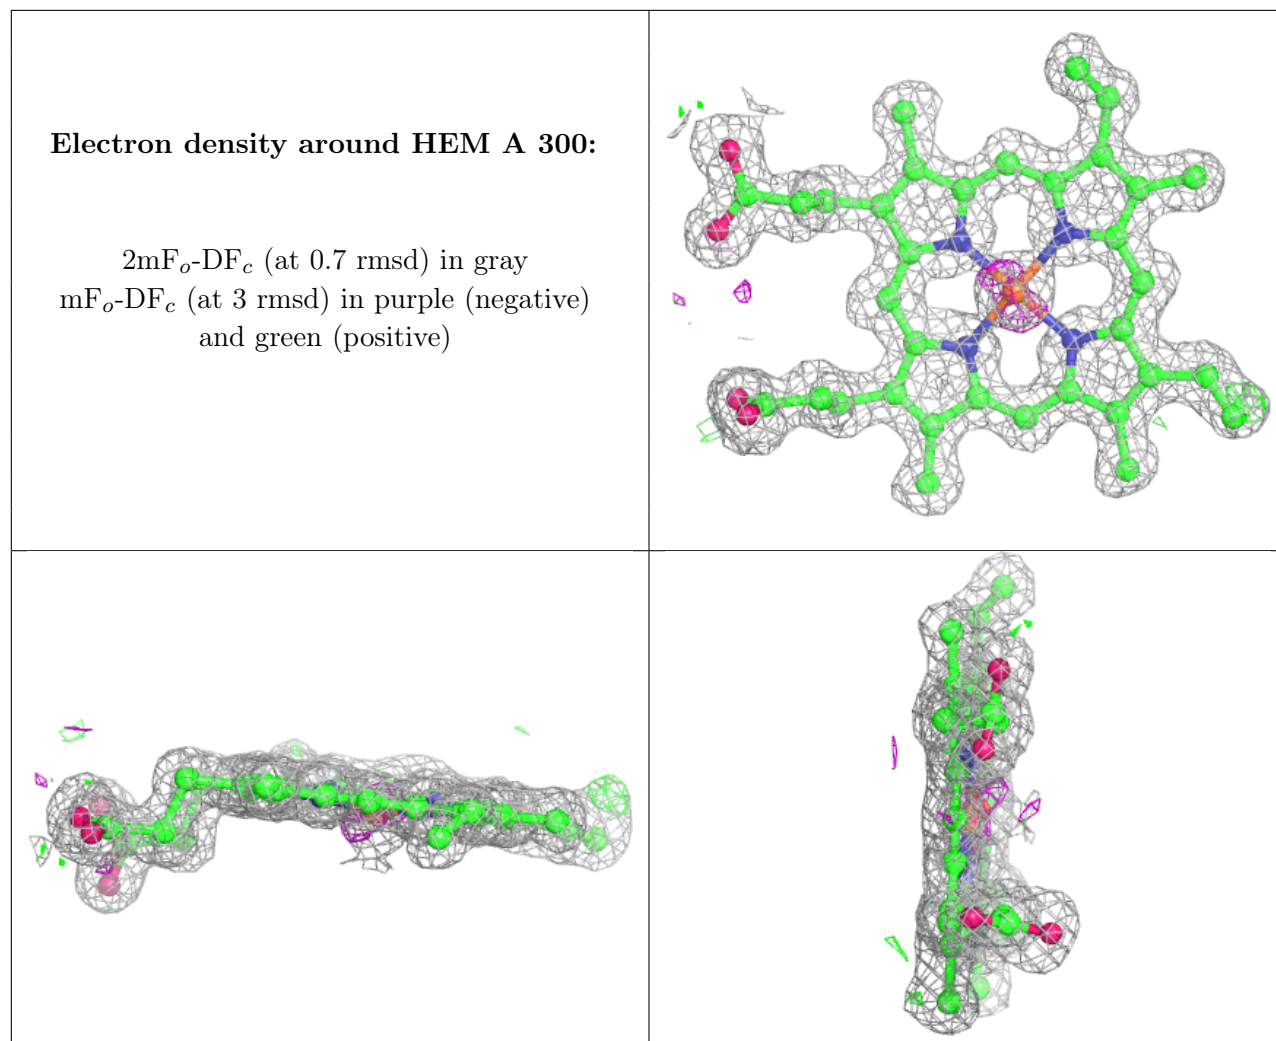 Electron density around HEM A 300:
2mFo-DFc (at 0.7 rmsd) in gray
mFo-DFc (at 3 rmsd) in purple (negative)
and green (positive)